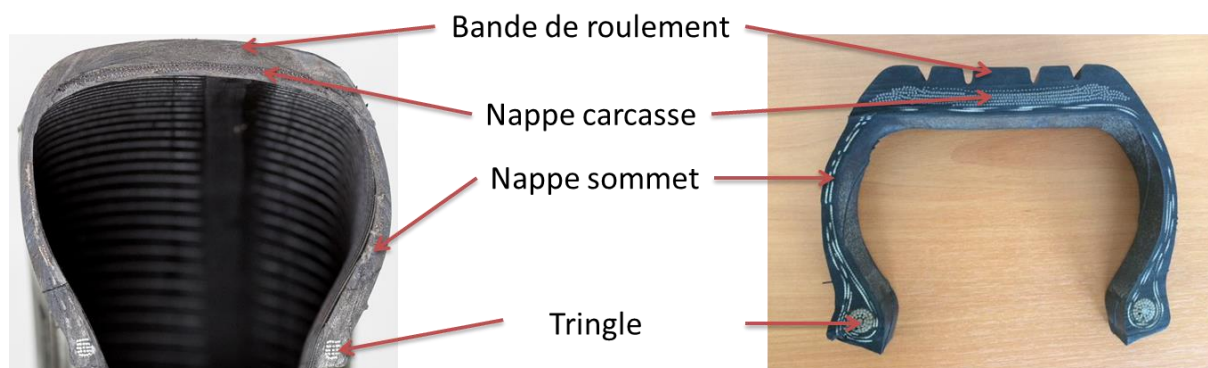 Bande de roulement
Nappe carcasse
Nappe sommet
Tringle